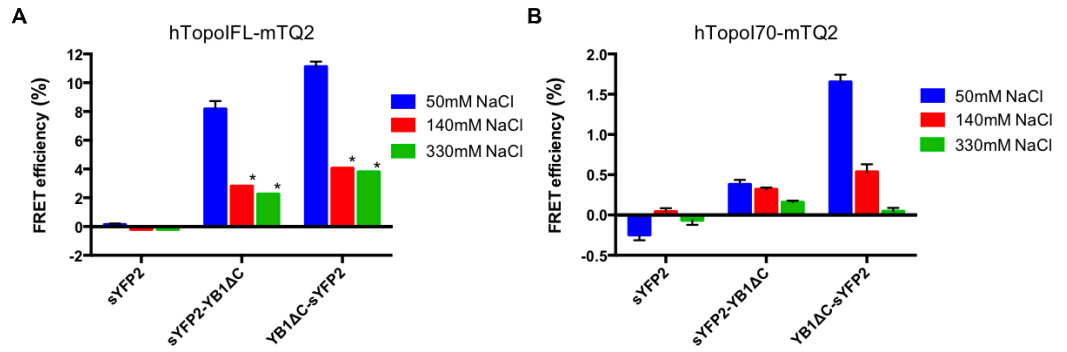 A
hTopoIFL-mTQ2
FRET efficiency (%)
12
10
8
6
4
2
0
-2
* * * *
sYFP2
sYFP2-YB1ΔC
YB1ΔC-sYFP2
50mM NaCl
140mM NaCl
330mM NaCl
B
hTopoI70-mTQ2
FRET efficiency (%)
2.0
1.5
1.0
0.5
0.0
-0.5
sYFP2
sYFP2-YB1ΔC
YB1ΔC-sYFP2
50mM NaCl
140mM NaCl
330mM NaCl